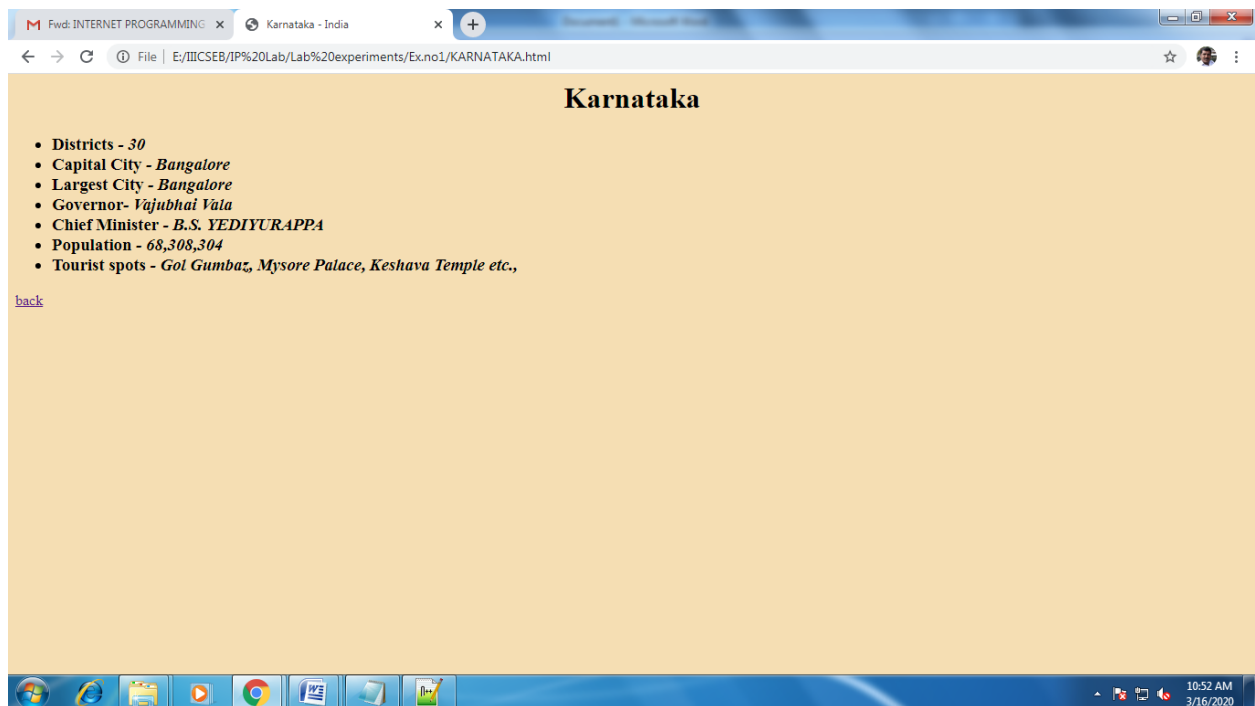 Fwd: INTERNET PROGRAMMING
Karnataka - India
File | E:/IIICSEB/IP%20Lab/Lab%20experiments/Ex.no1/KARNATAKA.html
Karnataka
• Districts - 30
• Capital City - Bangalore
• Largest City - Bangalore
• Governor- Vajubhai Vala
• Chief Minister - B.S. YEDIYURAPPA
• Population - 68,308,304
• Tourist spots - Gol Gumbaz, Mysore Palace, Keshava Temple etc.,
back
10:52 AM
3/16/2020